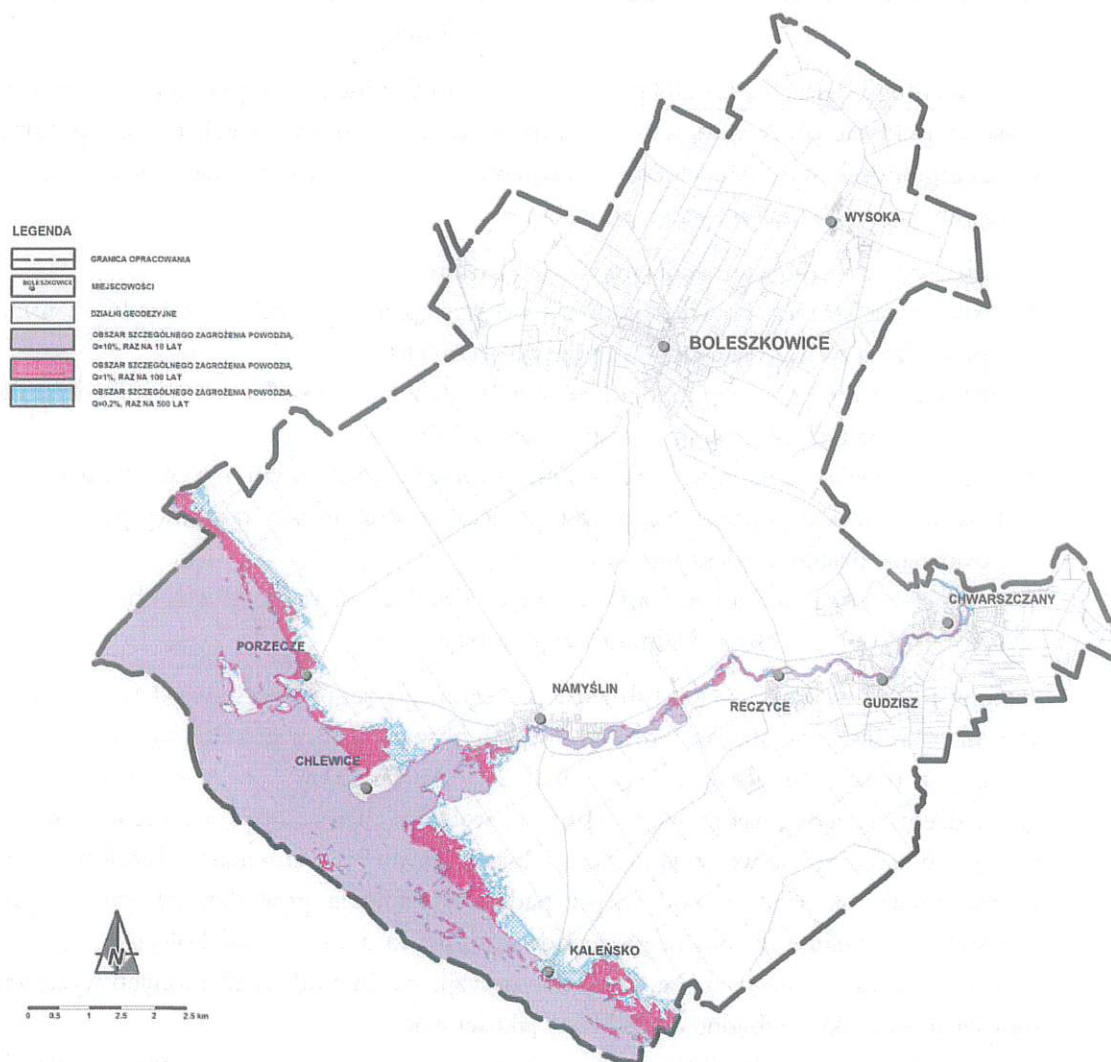 WYSOKA
LEGENDA
GRANICA OPRACOWANIA
BOLESZKOWICE
MIEJSCOWOŚCI
DZIAŁKI GEODEZYJNE
OBSZAR SZCZEGÓLNEGO ZAGROŻENIA POWODZIĄ,
Q=10%, RAZ NA 10 LAT
OBSZAR SZCZEGÓLNEGO ZAGROŻENIA POWODZIĄ,
Q=1%, RAZ NA 100 LAT
OBSZAR SZCZEGÓLNEGO ZAGROŻENIA POWODZIĄ,
Q=0,2%, RAZ NA 500 LAT
BOLESZKOWICE
CHWARSZCZANY
PORZECZE
NAMYŚLIN
RECZYCE
GUDZISZ
CHLEWICE
KALEŃSKO
N
0 0.5 1 2 2.5 km